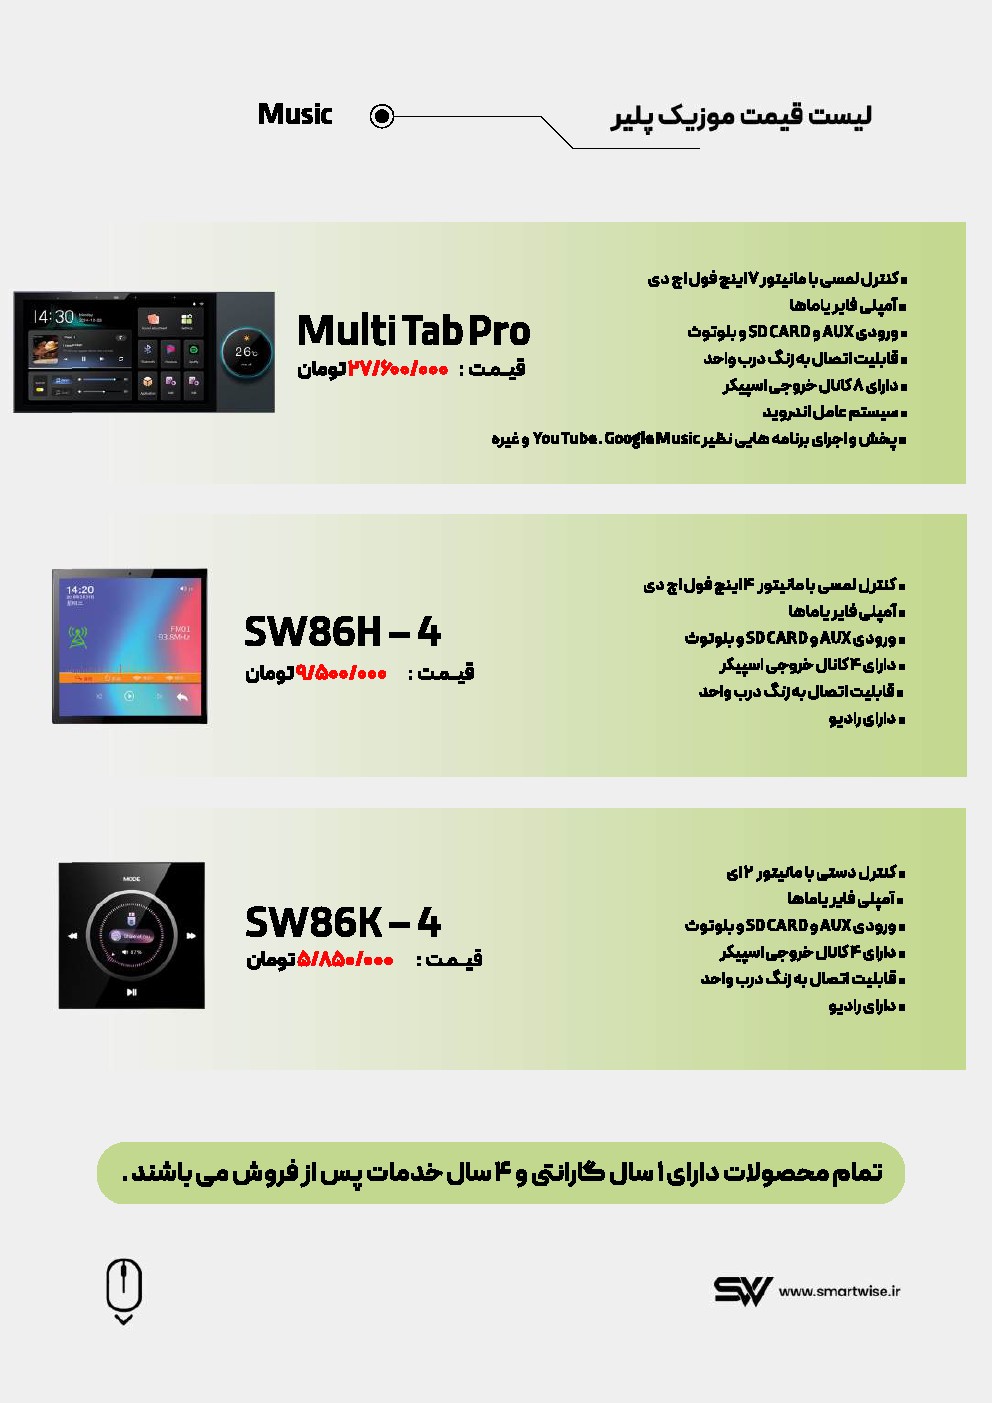 لیست قیمت موزیک پلیر
Music
▪ کنترل لمسی با مانیتور ۷ اینچ فول اچ دی
▪ آمپلی فایر یاماها
▪ ورودی AUX و SD CARD و بلوتوث
▪ قابلیت اتصال به زنگ درب واحد
▪ دارای ۸ کانال خروجی اسپیکر
▪ سیستم عامل اندروید
▪ پخش و اجرای برنامه هایی نظیر YouTube . Google Music و غیره
Multi Tab Pro
قیـمـت : ۲۷/۶۰۰/۰۰۰ تومان
14:30
26°C
▪ کنترل لمسی با مانیتور ۴ اینچ فول اچ دی
▪ آمپلی فایر یاماها
▪ ورودی AUX و SD CARD و بلوتوث
▪ دارای ۴ کانال خروجی اسپیکر
▪ قابلیت اتصال به زنگ درب واحد
▪ دارای رادیو
SW86H – 4
قیـمـت : ۹/۵۰۰/۰۰۰ تومان
14:20
FM01
93.8MHz
▪ کنترل دستی با مانیتور ۲ ای
▪ آمپلی فایر یاماها
▪ ورودی AUX و SD CARD و بلوتوث
▪ دارای ۴ کانال خروجی اسپیکر
▪ قابلیت اتصال به زنگ درب واحد
▪ دارای رادیو
SW86K – 4
قیـمـت : ۵/۸۵۰/۰۰۰ تومان
MODE
تمام محصولات دارای ۱ سال گارانتی و ۴ سال خدمات پس از فروش می باشند .
SW www.smartwise.ir